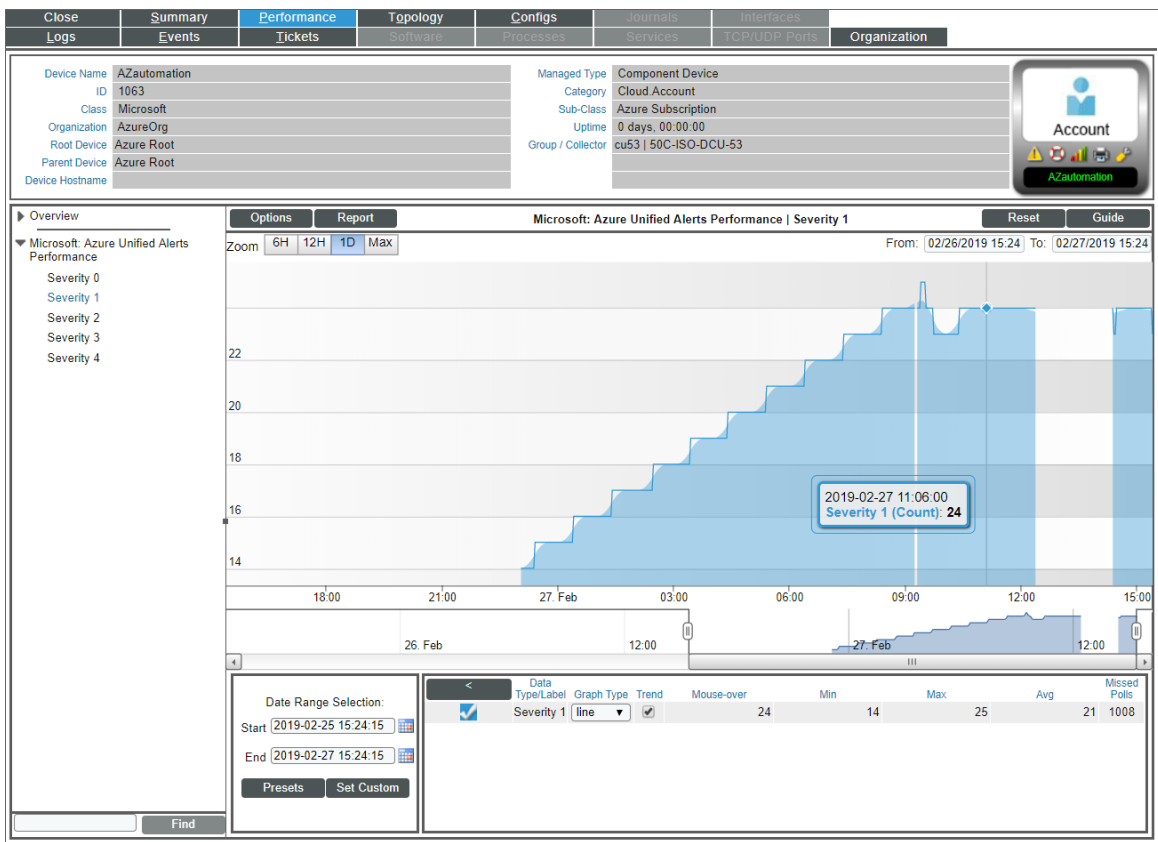 Close Summary Performance Topology Configs Journals Interfaces
Logs Events Tickets Software Processes Services TCP/UDP Ports Organization
Device Name AZautomation Managed Type Component Device
ID 1063 Category Cloud.Account
Class Microsoft Sub-Class Azure Subscription
Organization AzureOrg Uptime 0 days, 00:00:00
Root Device Azure Root Group / Collector cu53 | 50C-ISO-DCU-53
Parent Device Azure Root
Device Hostname
Account
AZautomation
Overview
Microsoft: Azure Unified Alerts
Performance
Severity 0
Severity 1
Severity 2
Severity 3
Severity 4
Find
Options Report Microsoft: Azure Unified Alerts Performance | Severity 1 Reset Guide
Zoom 6H 12H 1D Max From: 02/26/2019 15:24 To: 02/27/2019 15:24
22
20
18
16
14
2019-02-27 11:06:00
Severity 1 (Count): 24
18:00 21:00 27. Feb 03:00 06:00 09:00 12:00 15:00
26. Feb 12:00 27. Feb 12:00
Date Range Selection:
Start 2019-02-25 15:24:15
End 2019-02-27 15:24:15
Presets Set Custom
< Data
Type/Label Graph Type Trend Mouse-over Min Max Avg Missed
Polls
Severity 1 line 24 14 25 21 1008